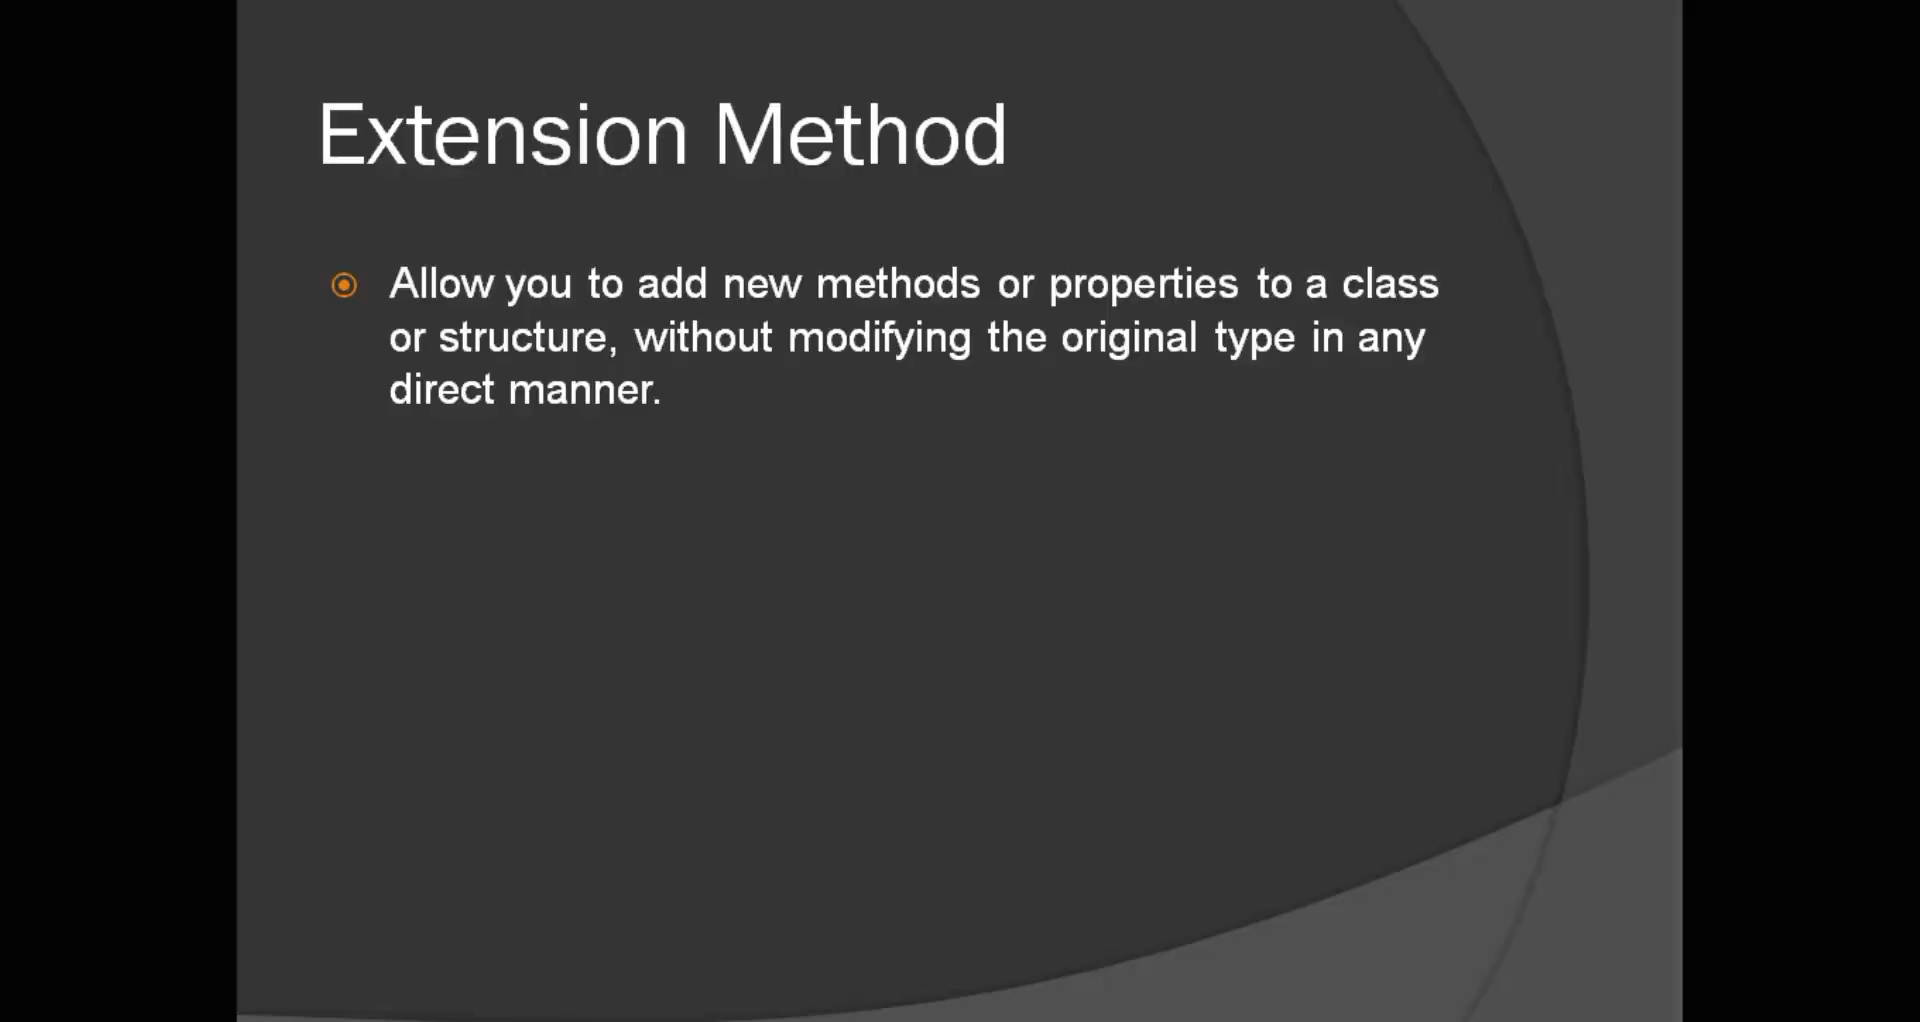 Extension Method
Allow you to add new methods or properties to a class
or structure, without modifying the original type in any
direct manner.